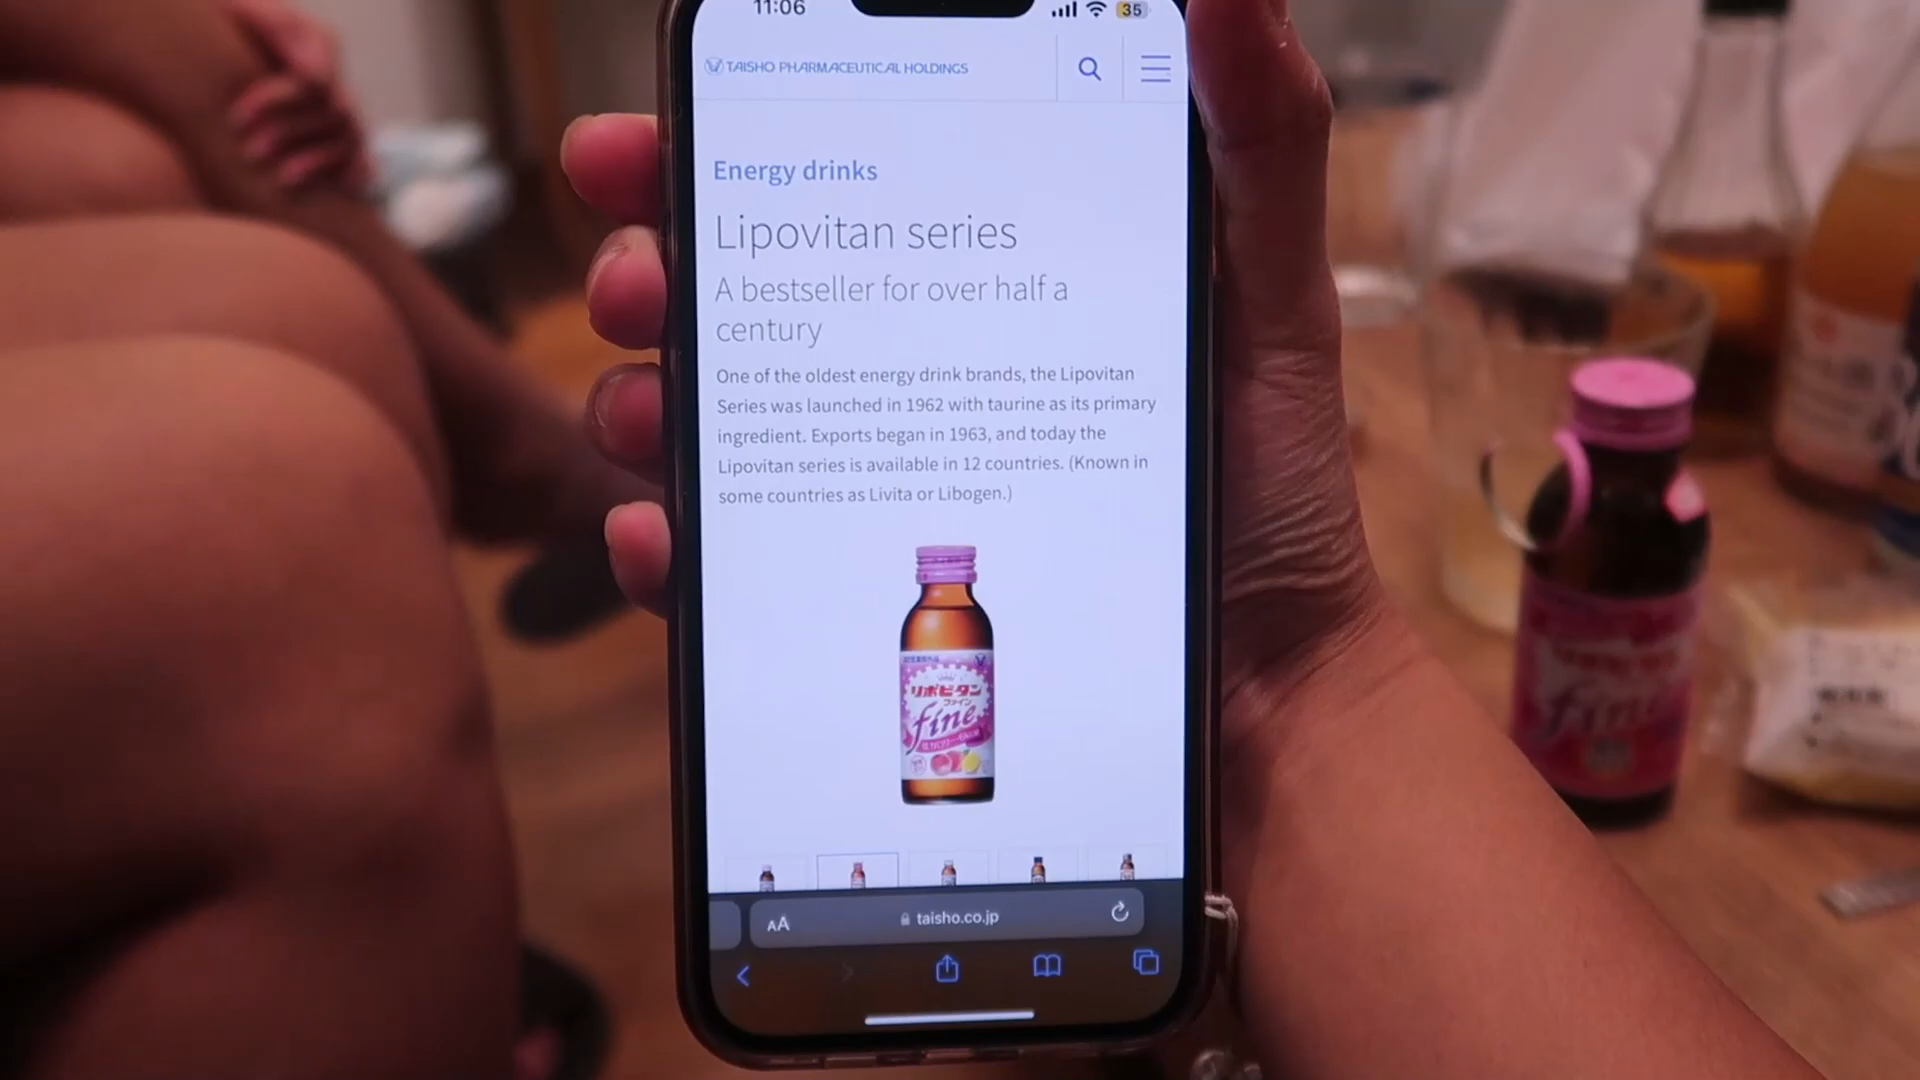 11:06
35
TAISHO PHARMACEUTICAL HOLDINGS
Energy drinks
Lipovitan series
A bestseller for over half a
century
One of the oldest energy drink brands, the Lipovitan
Series was launched in 1962 with taurine as its primary
ingredient. Exports began in 1963, and today the
Lipovitan series is available in 12 countries. (Known in
some countries as Livita or Libogen.)
リポビタン
ファイン
fine
fine
AA
taisho.co.jp